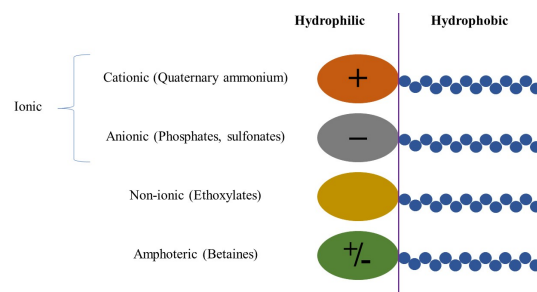 Hydrophilic Hydrophobic
Cationic (Quaternary ammonium) +
Ionic
Anionic (Phosphates, sulfonates) −
Non-ionic (Ethoxylates)
Amphoteric (Betaines) +/-